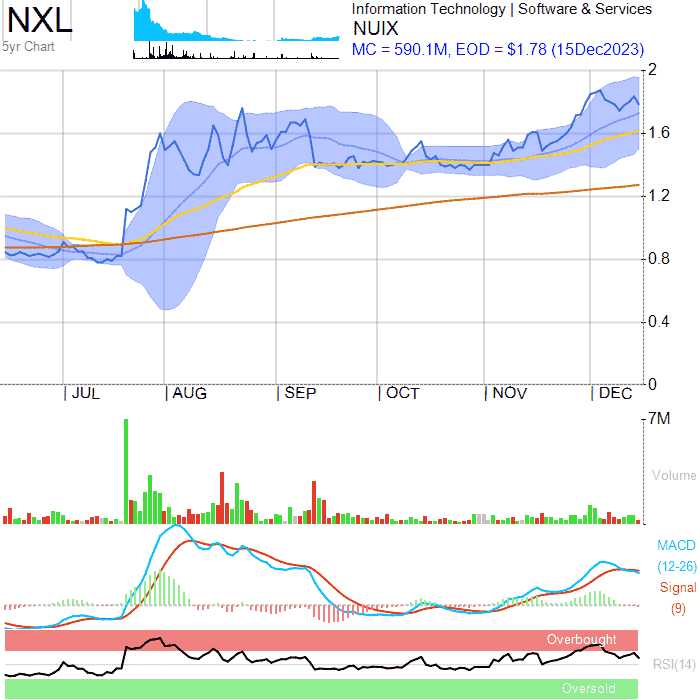 NXL
5yr Chart
Information Technology | Software & Services
NUIX
MC = 590.1M, EOD = $1.78 (15Dec2023)
2
1.6
1.2
0.8
0.4
0
JUL
AUG
SEP
OCT
NOV
DEC
7M
Volume
MACD
(12-26)
Signal
(9)
Overbought
RSI(14)
Oversold